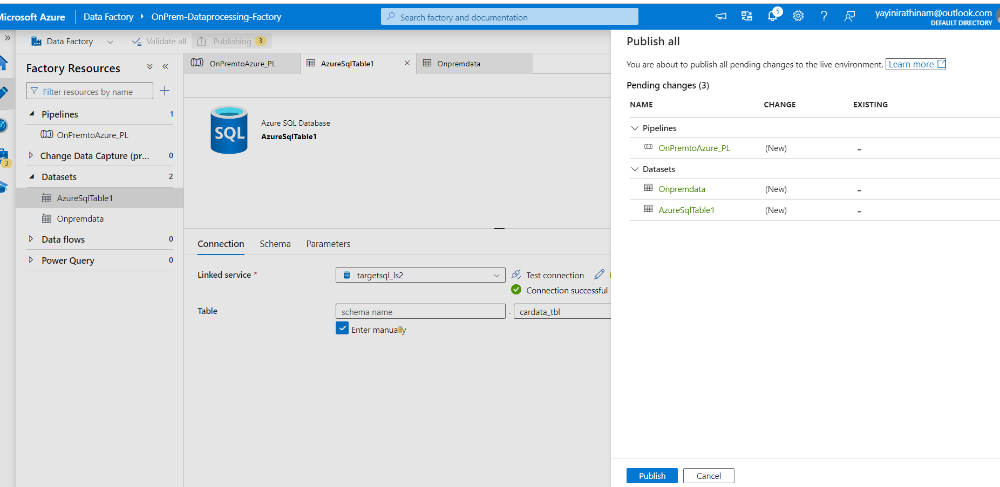 Microsoft Azure
Data Factory
OnPrem-Dataprocessing-Factory
Search factory and documentation
5
yayinirathinam@outlook.com
DEFAULT DIRECTORY
Data Factory
Validate all
Publishing 3
Factory Resources
Filter resources by name
Pipelines 1
OnPremtoAzure_PL
Change Data Capture (pr... 0
Datasets 2
AzureSqlTable1
Onpremdata
Data flows 0
Power Query 0
3
OnPremtoAzure_PL
AzureSqlTable1
Onpremdata
SQL
Azure SQL Database
AzureSqlTable1
Connection Schema Parameters
Linked service *
targetsql_ls2
Test connection
Connection successful
Table
schema name . cardata_tbl
Enter manually
Publish all
You are about to publish all pending changes to the live environment. Learn more
Pending changes (3)
NAME CHANGE EXISTING
Pipelines
OnPremtoAzure_PL (New) -
Datasets
Onpremdata (New) -
AzureSqlTable1 (New) -
Publish Cancel